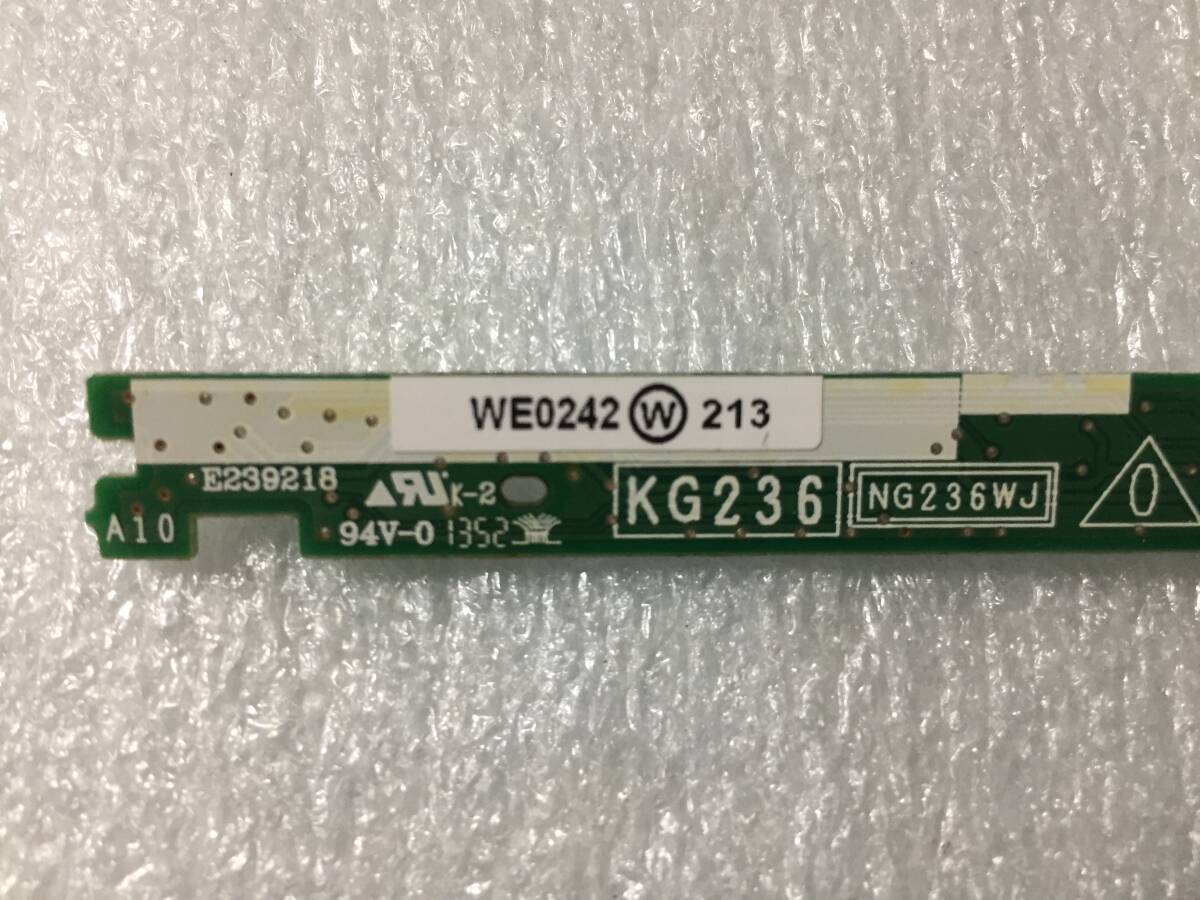 WE0242 W 213
E239218
K-2
KG236
NG236WJ
0
A10
94V-0 1352